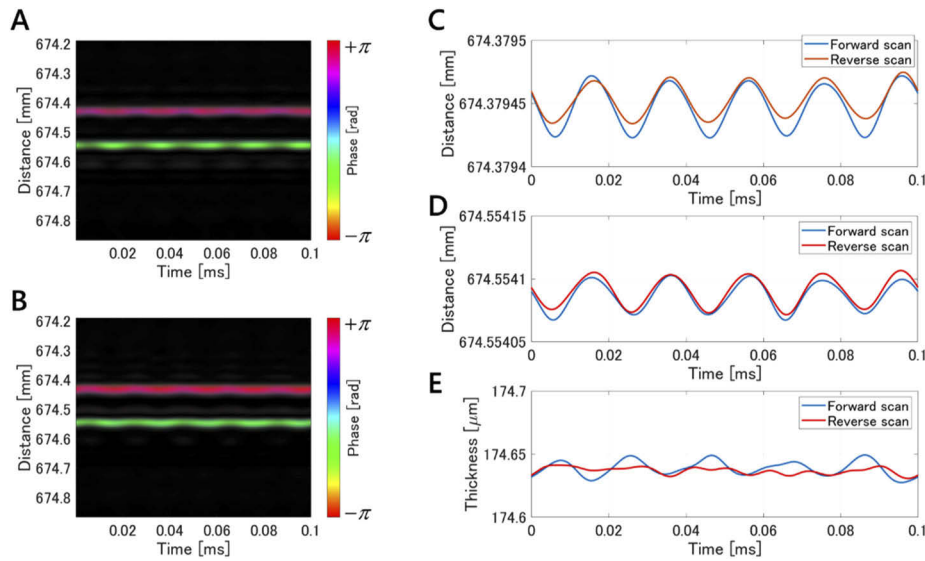 A
674.2
674.3
674.4
674.5
674.6
674.7
674.8
Distance [mm]
0.02 0.04 0.06 0.08 0.1
Time [ms]
+π
Phase [rad]
−π
B
674.2
674.3
674.4
674.5
674.6
674.7
674.8
Distance [mm]
0.02 0.04 0.06 0.08 0.1
Time [ms]
+π
Phase [rad]
−π
C
674.3795
674.37945
674.3794
Distance [mm]
Forward scan
Reverse scan
0 0.02 0.04 0.06 0.08 0.1
Time [ms]
D
674.55415
674.5541
674.55405
Distance [mm]
Forward scan
Reverse scan
0 0.02 0.04 0.06 0.08 0.1
Time [ms]
E
174.7
174.65
174.6
Thickness [μm]
Forward scan
Reverse scan
0 0.02 0.04 0.06 0.08 0.1
Time [ms]